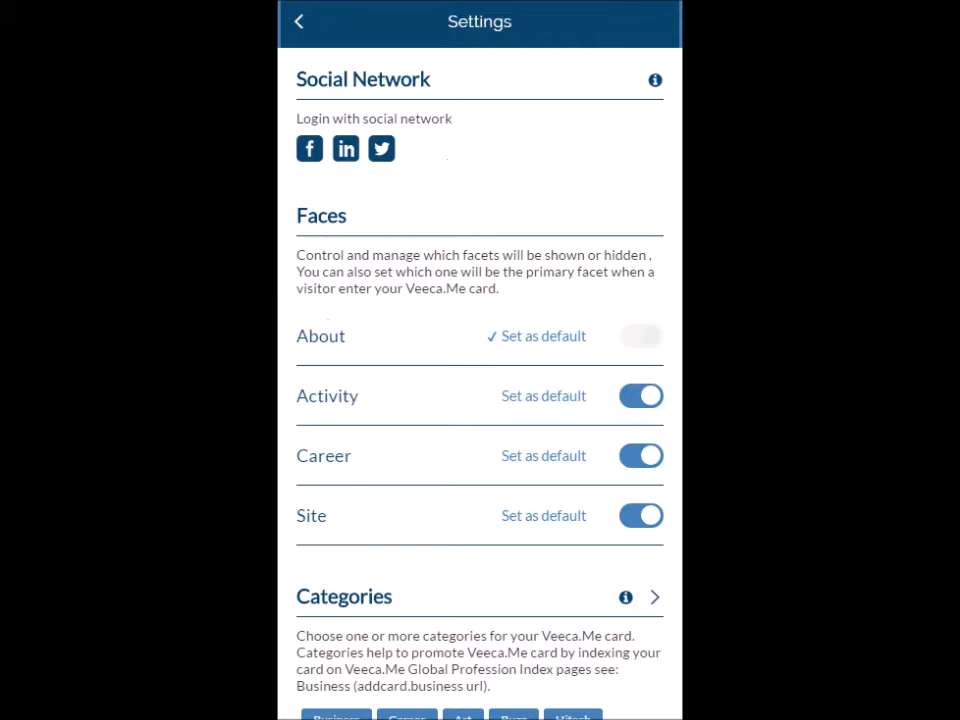 Settings
Social Network
Login with social network
Faces
Control and manage which facets will be shown or hidden ,
You can also set which one will be the primary facet when a
visitor enter your Veeca.Me card.
About ✓ Set as default
Activity Set as default
Career Set as default
Site Set as default
Categories
Choose one or more categories for your Veeca.Me card.
Categories help to promote Veeca.Me card by indexing your
card on Veeca.Me Global Profession Index pages see:
Business (addcard.business url).
Business Career Art Buzz Hitech